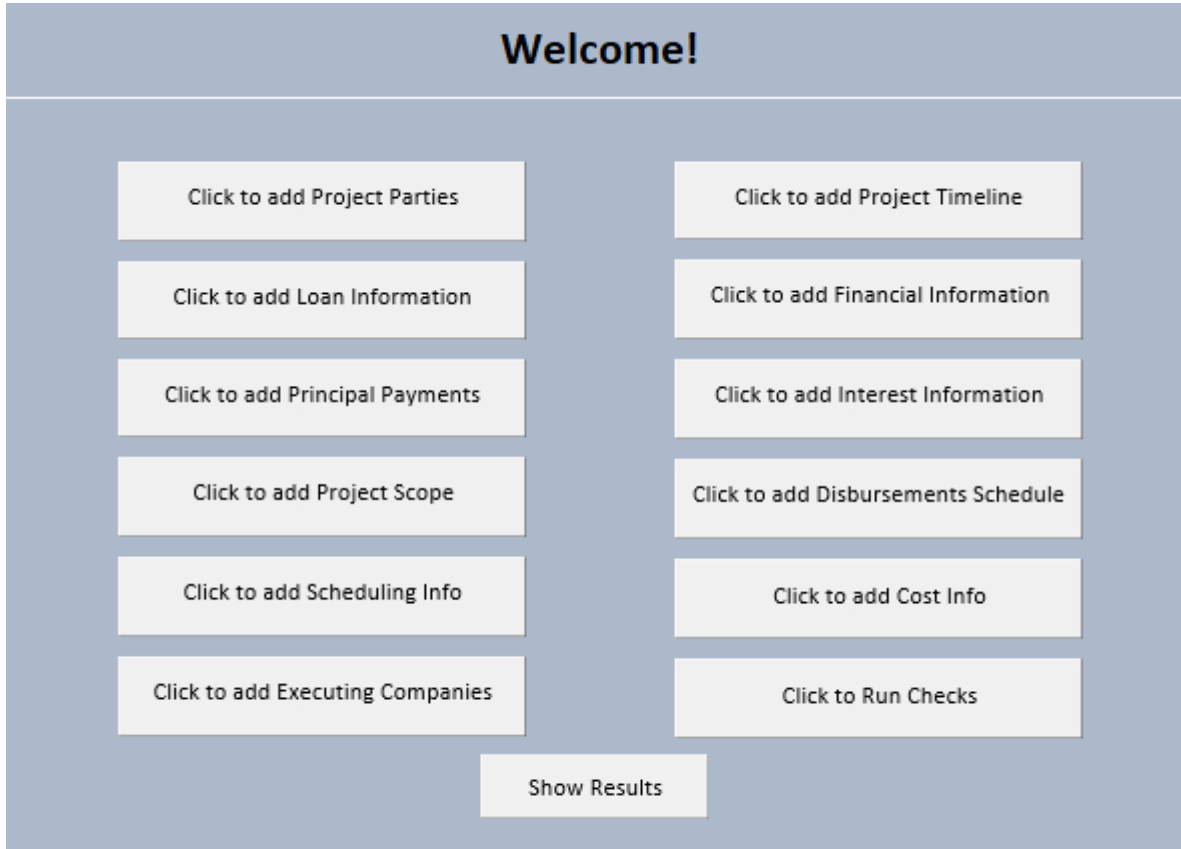 Welcome!
Click to add Project Parties
Click to add Project Timeline
Click to add Loan Information
Click to add Financial Information
Click to add Principal Payments
Click to add Interest Information
Click to add Project Scope
Click to add Disbursements Schedule
Click to add Scheduling Info
Click to add Cost Info
Click to add Executing Companies
Click to Run Checks
Show Results